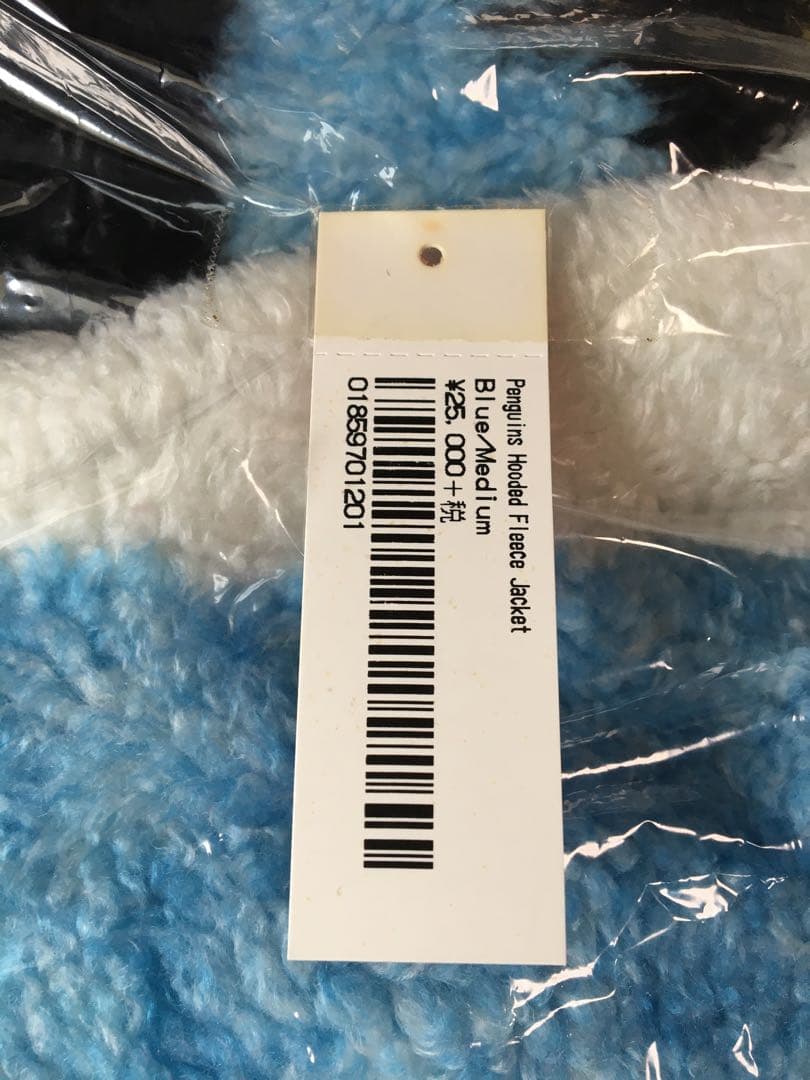 Penguins Hooded Fleece Jacket
Blue/Medium
¥25,000+税
01859701201